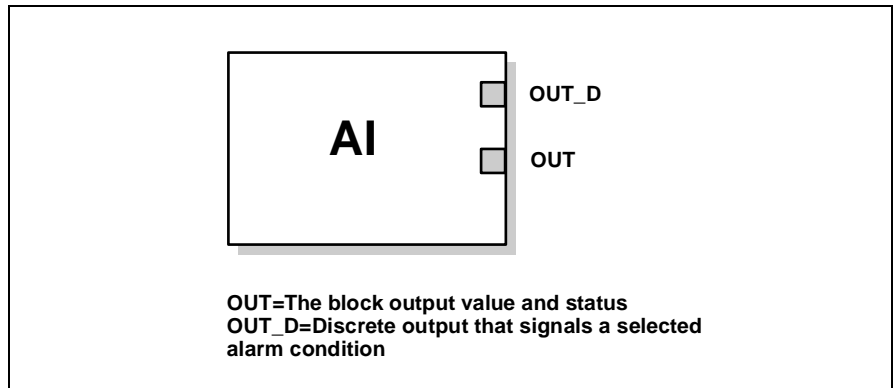 OUT_D
AI
OUT
OUT=The block output value and status
OUT_D=Discrete output that signals a selected
alarm condition